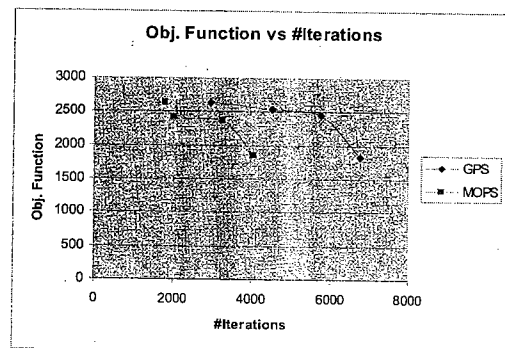 Obj. Function vs #Iterations
3000
2500
2000
1500
1000
500
0
Obj. Function
0 2000 4000 6000 8000
#Iterations
GPS
MOPS